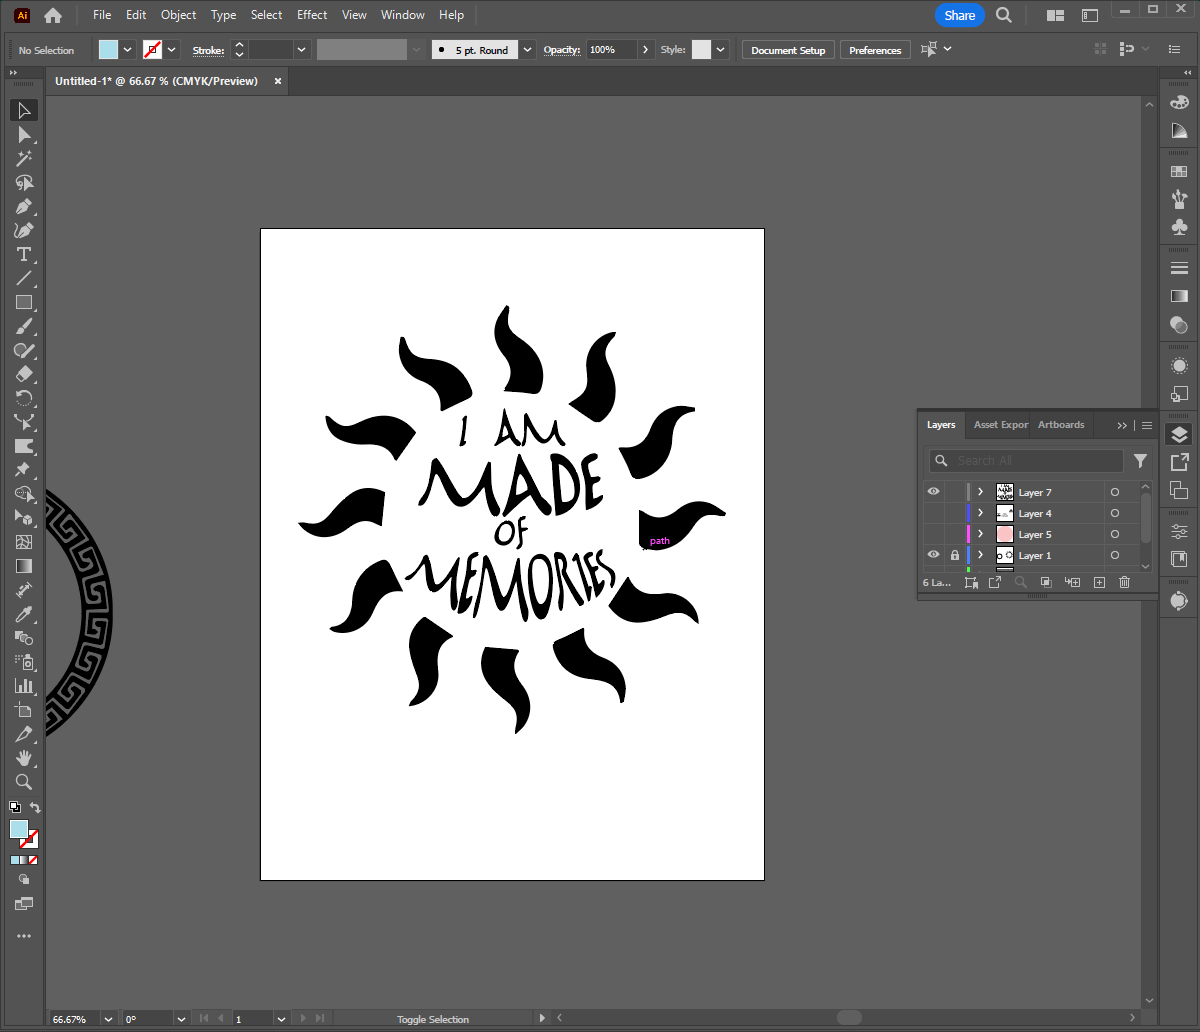 Ai File Edit Object Type Select Effect View Window Help Share
No Selection Stroke: 5 pt. Round Opacity: 100% Style: Document Setup Preferences
Untitled-1* @ 66.67 % (CMYK/Preview)
I AM
MADE
OF
MEMORIES
path
Layers Asset Expor Artboards
Search All
Layer 7
Layer 4
Layer 5
Layer 1
6 La...
66.67% 0° 1 Toggle Selection